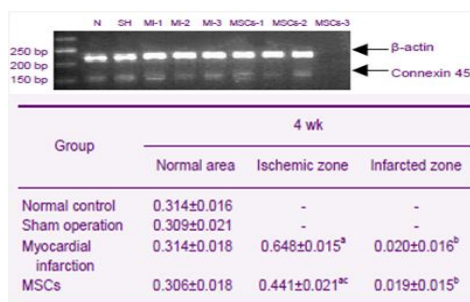 N SH MI-1 MI-2 MI-3 MSCs-1 MSCs-2 MSCs-3
250 bp
200 bp
150 bp
β-actin
Connexin 45
Group
4 wk
Normal area Ischemic zone Infarcted zone
Normal control 0.314±0.016 - -
Sham operation 0.309±0.021 - -
Myocardial infarction 0.314±0.018 0.648±0.015ᵃ 0.020±0.016ᵇ
MSCs 0.306±0.018 0.441±0.021ᵃᶜ 0.019±0.015ᵇ